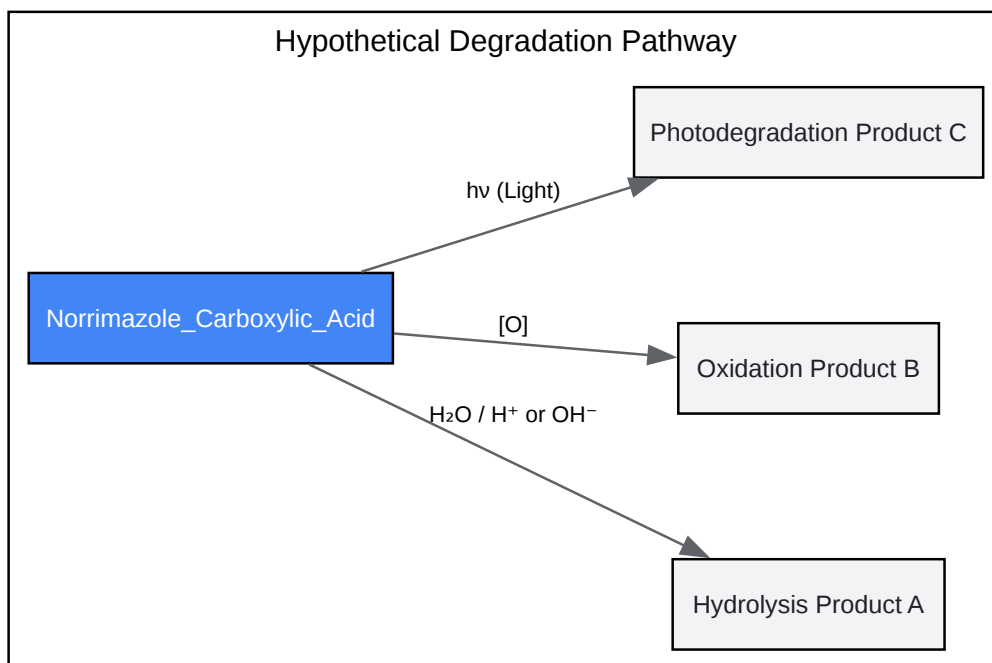 Hypothetical Degradation Pathway
Photodegradation Product C
hν (Light)
Norrimazole_Carboxylic_Acid
[O]
Oxidation Product B
H₂O / H⁺ or OH⁻
Hydrolysis Product A